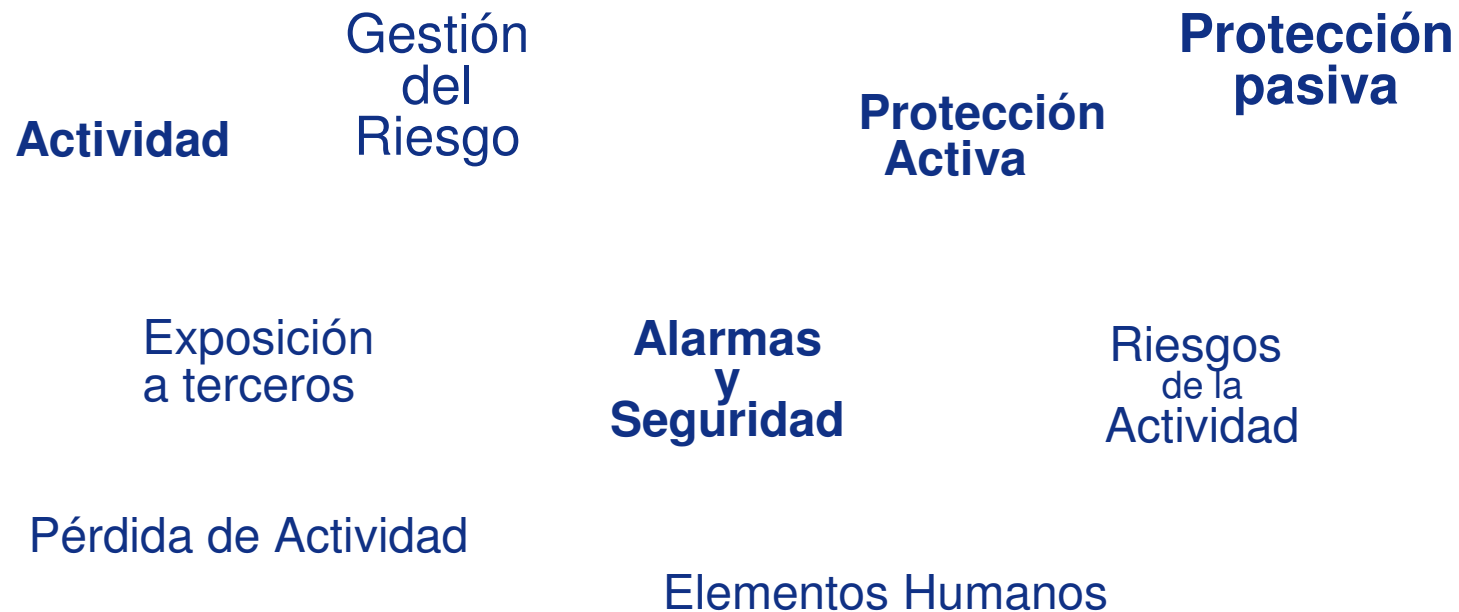 Gestión
del
Riesgo
Protección
pasiva
Actividad
Protección
Activa
Exposición
a terceros
Alarmas
y
Seguridad
Riesgos
de la
Actividad
Pérdida de Actividad
Elementos Humanos